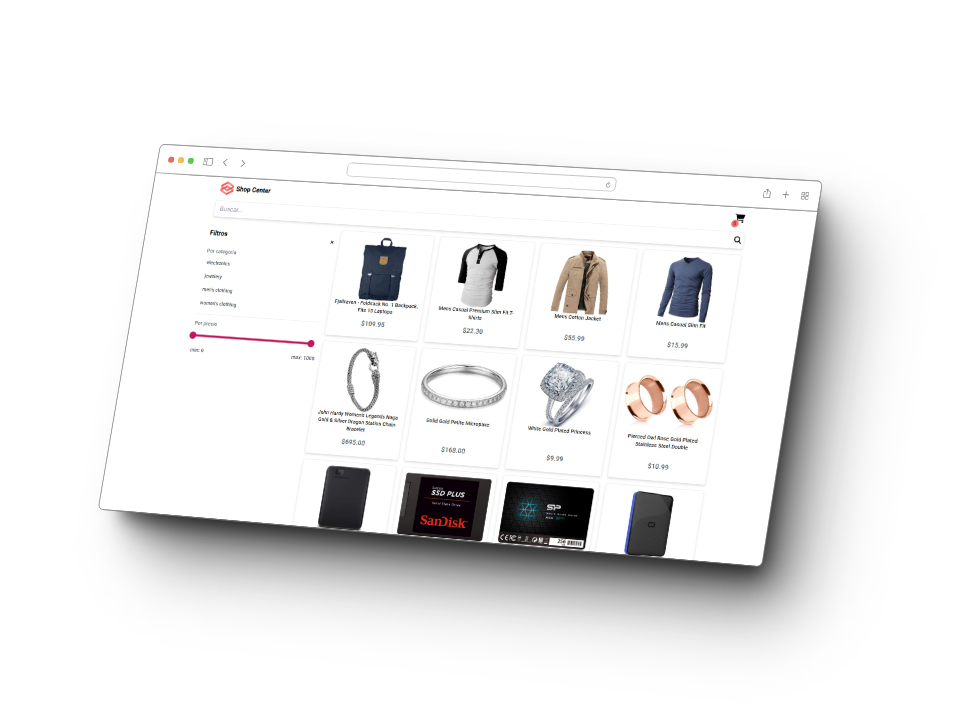 Shop Center
Buscar...
Filtros
x
Por categoría
electronics
jewelery
men's clothing
women's clothing
Por precio
min: 0
max: 1000
Fjallraven - Foldsack No. 1 Backpack,
Fits 15 Laptops
$109.95
Mens Casual Premium Slim Fit T-
Shirts
$22.30
Mens Cotton Jacket
$55.99
Mens Casual Slim Fit
$15.99
John Hardy Women's Legends Naga
Gold & Silver Dragon Station Chain
Bracelet
$695.00
Solid Gold Petite Micropave
$168.00
White Gold Plated Princess
$9.99
Pierced Owl Rose Gold Plated
Stainless Steel Double
$10.99
SSD PLUS
Solid State Drive
SanDisk
SP